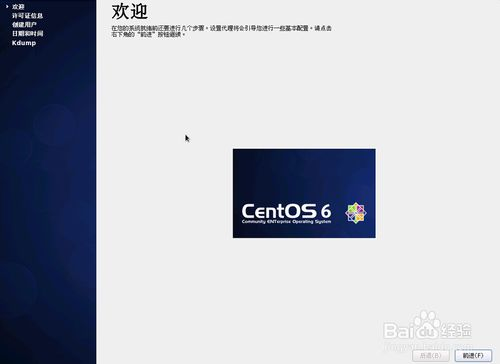 欢迎
许可证信息
创建用户
日期和时间
Kdump
欢迎
在您的系统就绪前还要进行几个步骤。设置代理将会引导您进行一些基本配置。请点击
右下角的“前进”按钮继续。
CentOS 6
Community ENTerprise Operating System
Baidu经验
jingyan.baidu.com
后退(B)
前进(F)